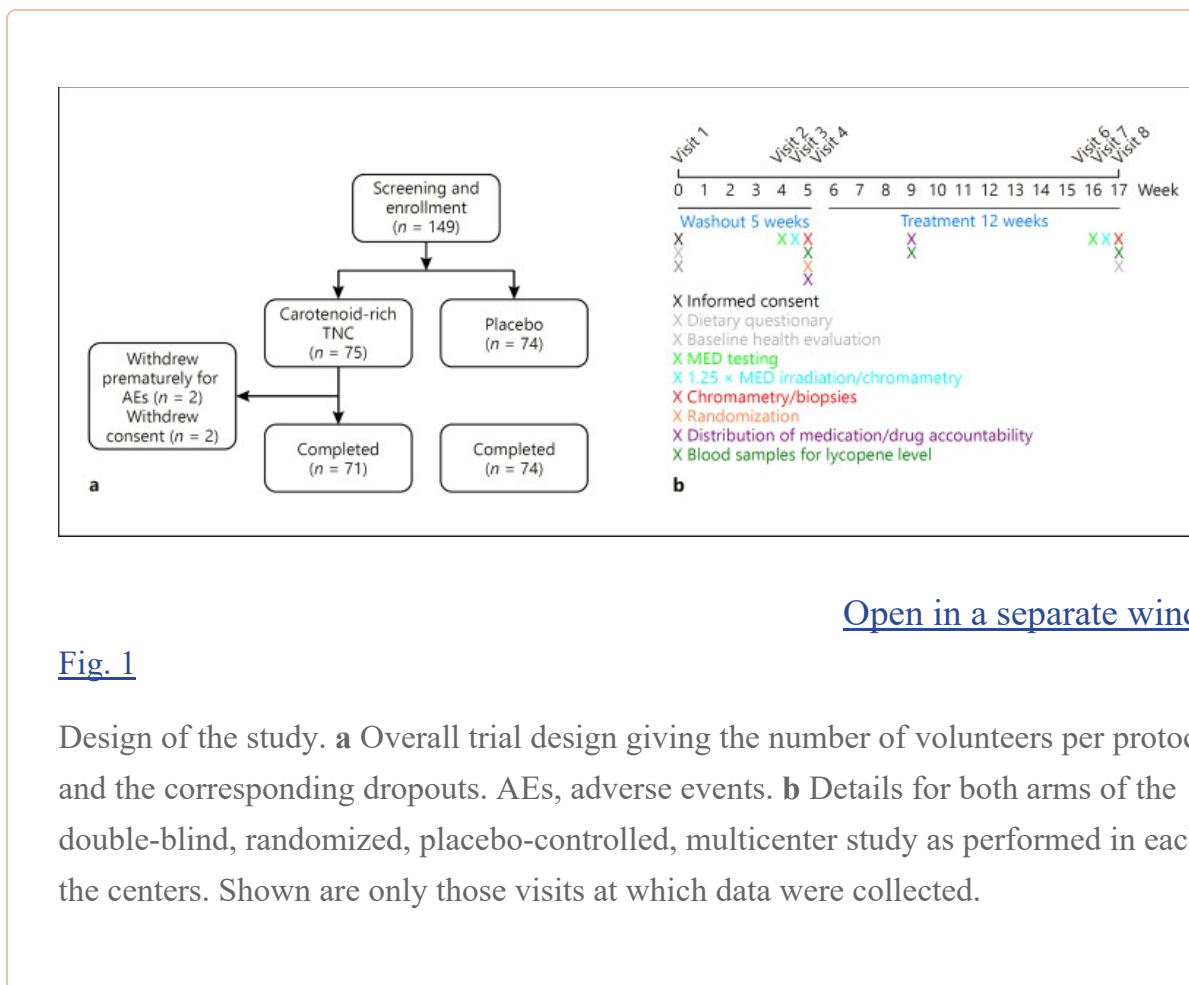 Screening and
enrollment
(n = 149)
Carotenoid-rich
TNC
(n = 75)
Placebo
(n = 74)
Withdrew
prematurely for
AEs (n = 2)
Withdrew
consent (n = 2)
Completed
(n = 71)
Completed
(n = 74)
a
Visit 1
Visit 2
Visit 3
Visit 4
Visit 6
Visit 7
Visit 8
0 1 2 3 4 5 6 7 8 9 10 11 12 13 14 15 16 17 Week
Washout 5 weeks
Treatment 12 weeks
X X X X X X X X
X X X X
X X X
X
X Informed consent
X Dietary questionary
X Baseline health evaluation
X MED testing
X 1.25 × MED irradiation/chromametry
X Chromametry/biopsies
X Randomization
X Distribution of medication/drug accountability
X Blood samples for lycopene level
b
Open in a separate wind
Fig. 1
Design of the study. a Overall trial design giving the number of volunteers per protoc
and the corresponding dropouts. AEs, adverse events. b Details for both arms of the
double-blind, randomized, placebo-controlled, multicenter study as performed in eac
the centers. Shown are only those visits at which data were collected.